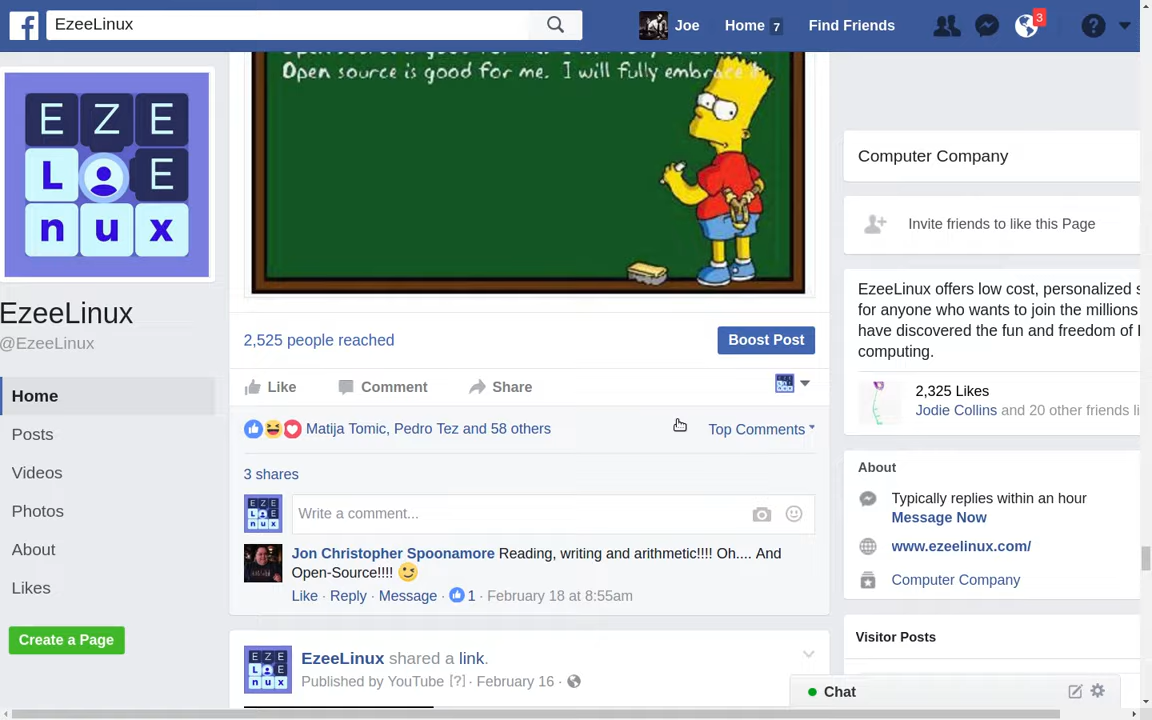 EzeeLinux
Joe
Home 7
Find Friends
3
Open source is good for me. I will fully embrace it.
E Z E
L E
n u x
EzeeLinux
@EzeeLinux
Home
Posts
Videos
Photos
About
Likes
Create a Page
2,525 people reached
Boost Post
Like
Comment
Share
Matija Tomic, Pedro Tez and 58 others
Top Comments
3 shares
Write a comment...
Jon Christopher Spoonamore Reading, writing and arithmetic!!!! Oh.... And
Open-Source!!!! 😉
Like · Reply · Message · 1 · February 18 at 8:55am
EzeeLinux shared a link.
Published by YouTube [?] · February 16 ·
Computer Company
Invite friends to like this Page
EzeeLinux offers low cost, personalized s
for anyone who wants to join the millions
have discovered the fun and freedom of
computing.
2,325 Likes
Jodie Collins and 20 other friends li
About
Typically replies within an hour
Message Now
www.ezeelinux.com/
Computer Company
Visitor Posts
Chat